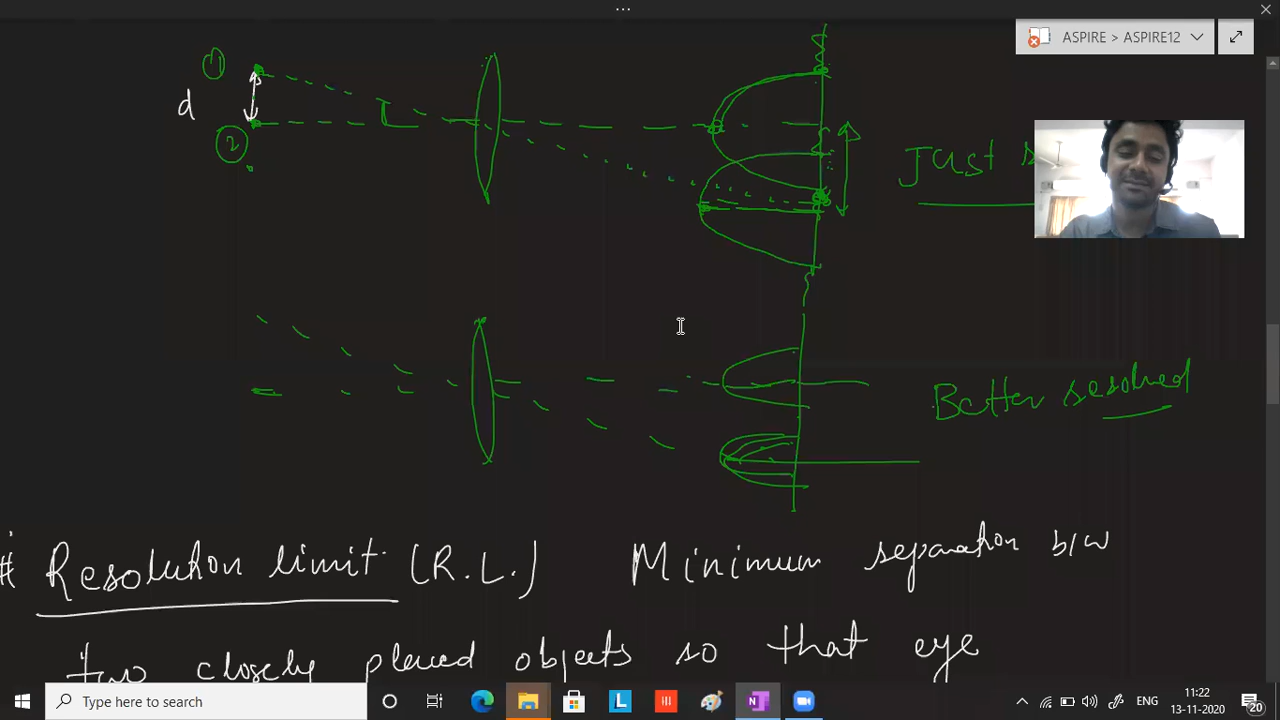 ...
ASPIRE > ASPIRE12
①
d
②
Just
Better resolved
# Resolution limit (R.L.) Minimum separation b/w
two closely placed objects so that eye
Type here to search
L
N
ENG
11:22
13-11-2020
20